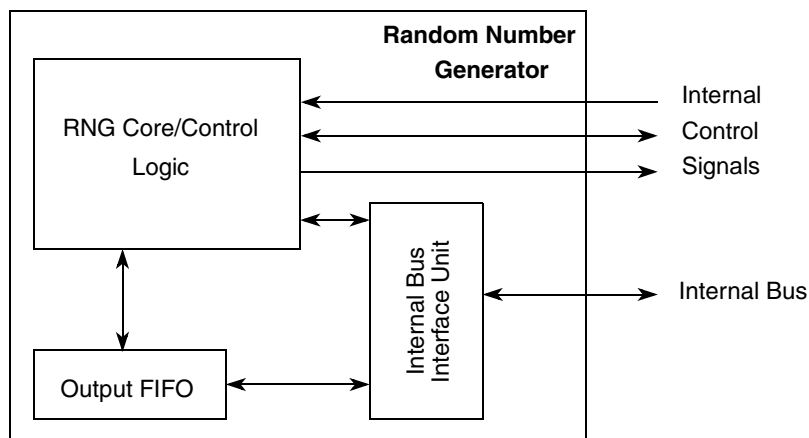 Random Number
Generator
RNG Core/Control
Logic
Internal
Control
Signals
Internal Bus
Interface Unit
Internal Bus
Output FIFO